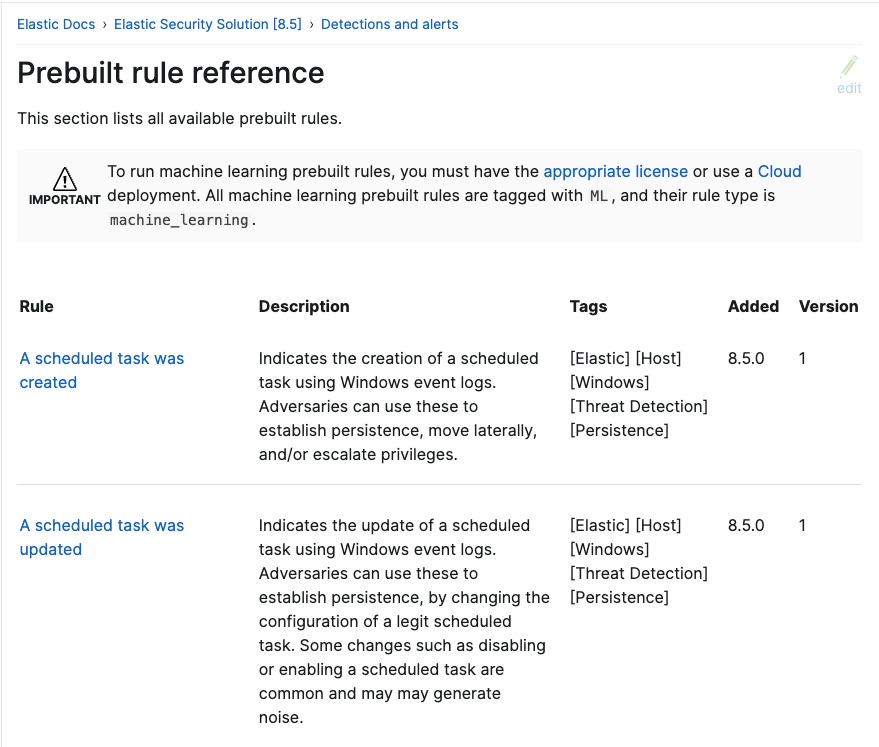 Elastic Docs › Elastic Security Solution [8.5] › Detections and alerts
Prebuilt rule reference
edit
This section lists all available prebuilt rules.
IMPORTANT
To run machine learning prebuilt rules, you must have the appropriate license or use a Cloud
deployment. All machine learning prebuilt rules are tagged with ML, and their rule type is
machine_learning.
Rule Description Tags Added Version
A scheduled task was
created
Indicates the creation of a scheduled
task using Windows event logs.
Adversaries can use these to
establish persistence, move laterally,
and/or escalate privileges.
[Elastic] [Host]
[Windows]
[Threat Detection]
[Persistence]
8.5.0
1
A scheduled task was
updated
Indicates the update of a scheduled
task using Windows event logs.
Adversaries can use these to
establish persistence, by changing the
configuration of a legit scheduled
task. Some changes such as disabling
or enabling a scheduled task are
common and may may generate
noise.
[Elastic] [Host]
[Windows]
[Threat Detection]
[Persistence]
8.5.0
1